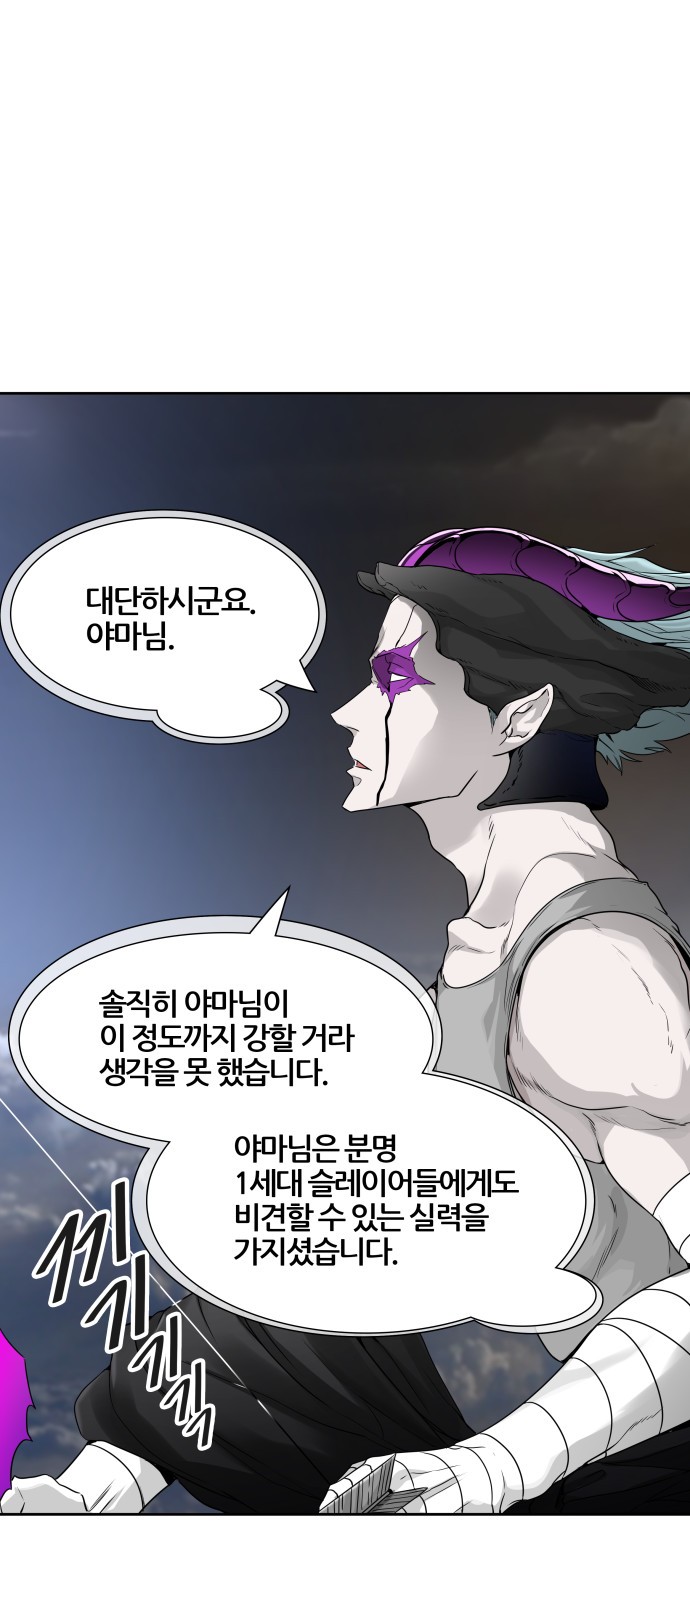 대단하시군요.
야마님.
솔직히 야마님이
이 정도까지 강할 거라
생각을 못 했습니다.
야마님은 분명
1세대 슬레이어들에게도
비견할 수 있는 실력을
가지셨습니다.
끼기기긱